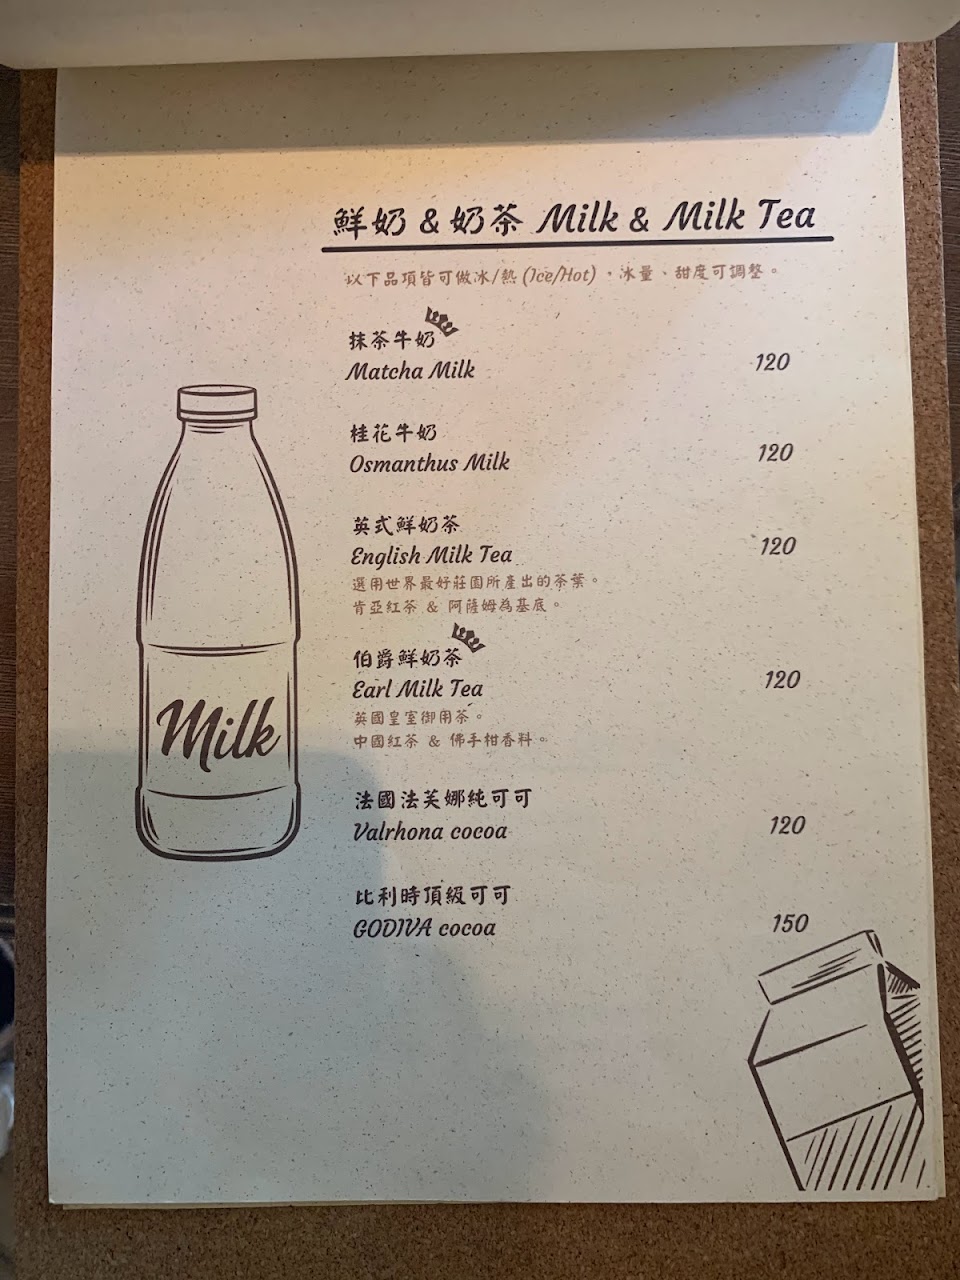 鮮奶 & 奶茶 Milk & Milk Tea
以下品項皆可做冰/熱 (Ice/Hot)，冰量、甜度可調整。
抹茶牛奶
Matcha Milk 120
桂花牛奶
Osmanthus Milk 120
英式鮮奶茶
English Milk Tea 120
選用世界最好莊園所產出的茶葉。
肯亞紅茶 & 阿薩姆為基底。
伯爵鮮奶茶
Earl Milk Tea 120
英國皇室御用茶。
中國紅茶 & 佛手柑香料。
法國法芙娜純可可
Valrhona cocoa 120
比利時頂級可可
GODIVA cocoa 150
Milk